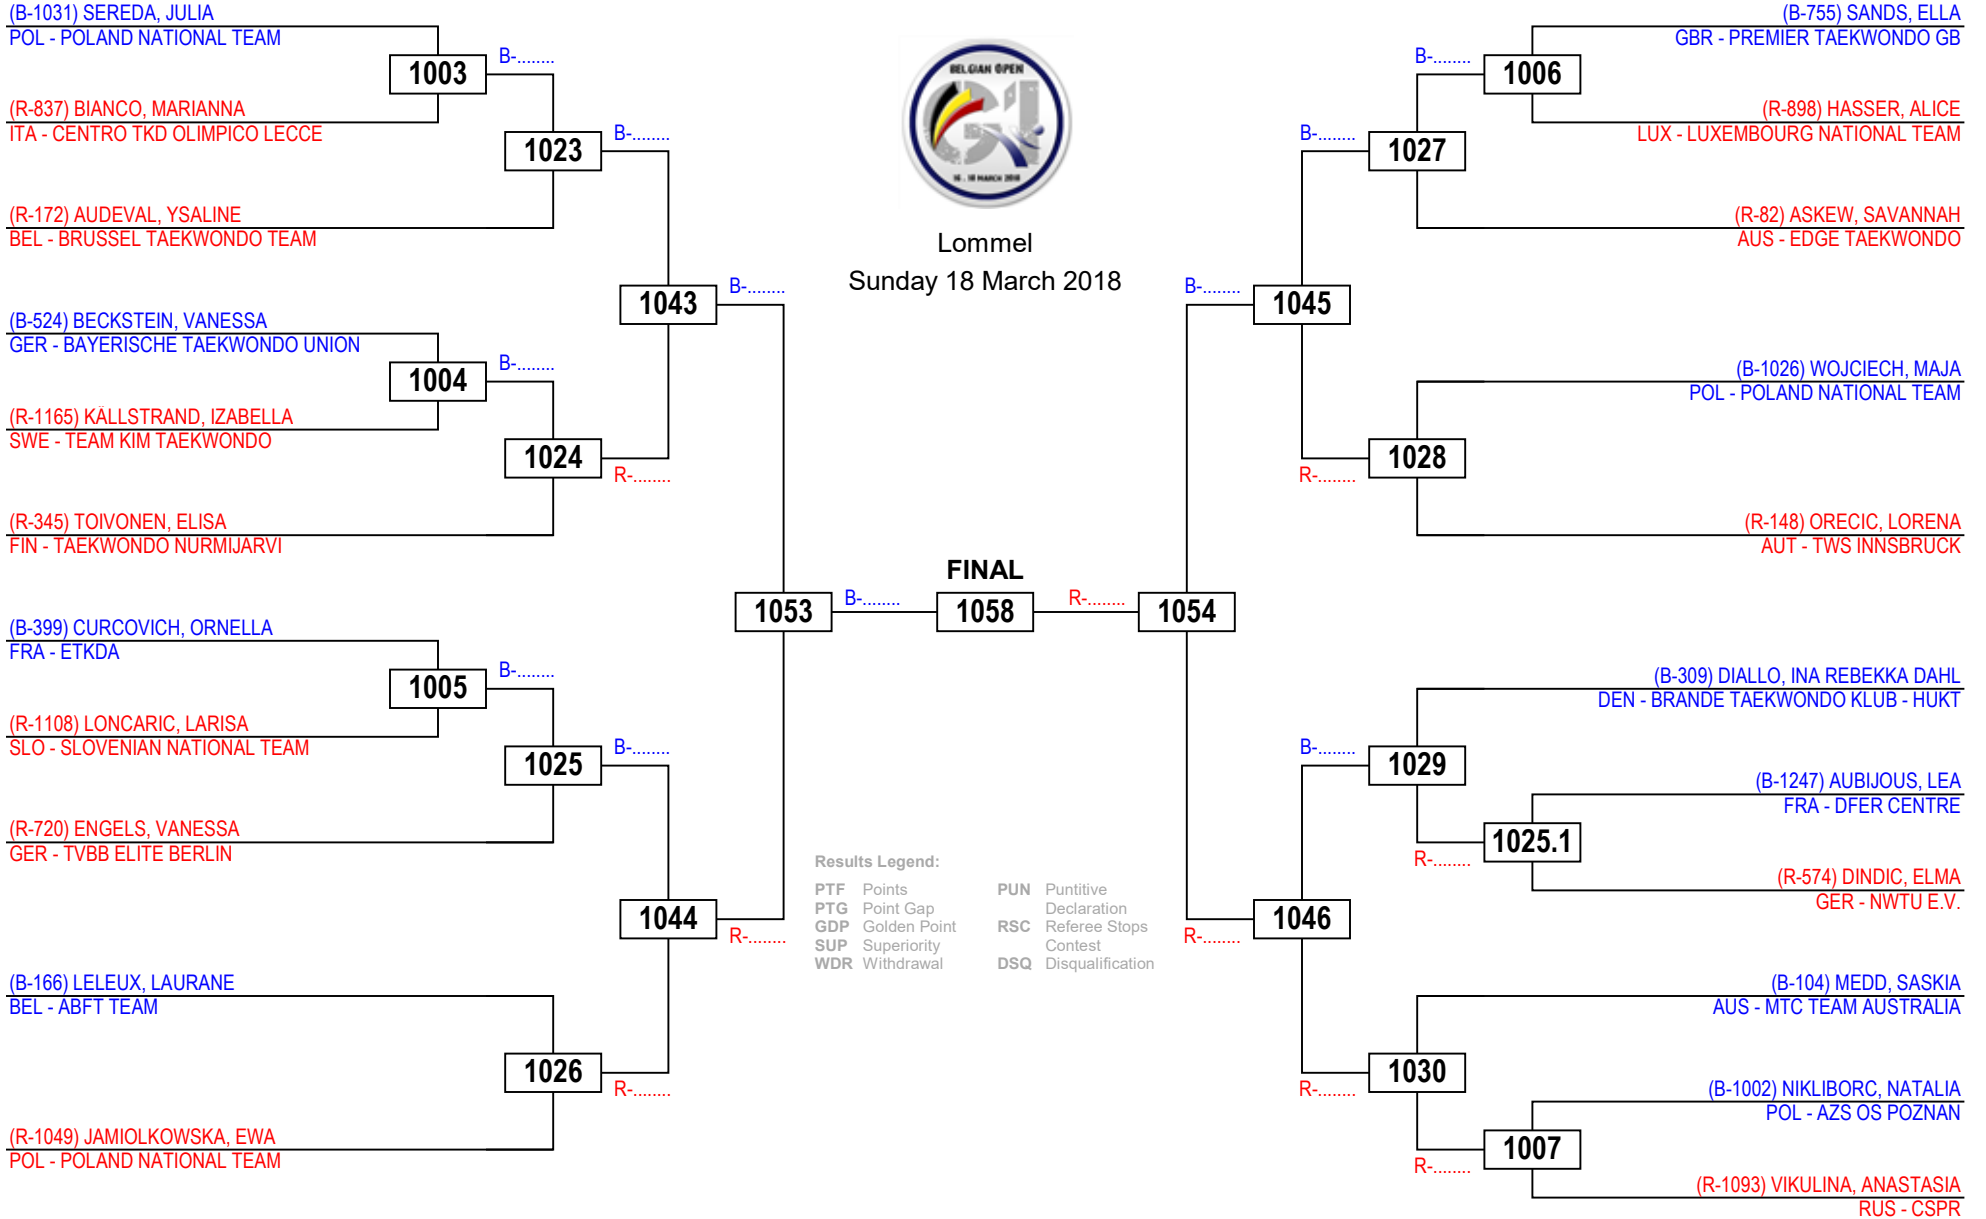 (B-1031) SEREDA, JULIA
POL - POLAND NATIONAL TEAM
1003
B-........
(R-837) BIANCO, MARIANNA
ITA - CENTRO TKD OLIMPICO LECCE
1023
B-........
(R-172) AUDEVAL, YSALINE
BEL - BRUSSEL TAEKWONDO TEAM
1043
B-........
(B-524) BECKSTEIN, VANESSA
GER - BAYERISCHE TAEKWONDO UNION
1004
B-........
(R-1165) KÄLLSTRAND, IZABELLA
SWE - TEAM KIM TAEKWONDO
1024
R-........
(R-345) TOIVONEN, ELISA
FIN - TAEKWONDO NURMIJARVI
1053
B-........
(B-399) CURCOVICH, ORNELLA
FRA - ETKDA
1005
B-........
(R-1108) LONCARIC, LARISA
SLO - SLOVENIAN NATIONAL TEAM
1025
B-........
(R-720) ENGELS, VANESSA
GER - TVBB ELITE BERLIN
1044
R-........
(B-166) LELEUX, LAURANE
BEL - ABFT TEAM
1026
R-........
(R-1049) JAMIOLKOWSKA, EWA
POL - POLAND NATIONAL TEAM
BELGIAN OPEN
G1
16 - 18 MARCH 2018
Lommel
Sunday 18 March 2018
FINAL
1058
Results Legend:
PTF Points
PTG Point Gap
GDP Golden Point
SUP Superiority
WDR Withdrawal
PUN Puntitive
Declaration
RSC Referee Stops
Contest
DSQ Disqualification
(B-755) SANDS, ELLA
GBR - PREMIER TAEKWONDO GB
B-........
1006
(R-898) HASSER, ALICE
LUX - LUXEMBOURG NATIONAL TEAM
B-........
1027
(R-82) ASKEW, SAVANNAH
AUS - EDGE TAEKWONDO
B-........
1045
(B-1026) WOJCIECH, MAJA
POL - POLAND NATIONAL TEAM
1028
R-........
(R-148) ORECIC, LORENA
AUT - TWS INNSBRUCK
R-........
1054
(B-309) DIALLO, INA REBEKKA DAHL
DEN - BRANDE TAEKWONDO KLUB - HUKT
B-........
1029
(B-1247) AUBIJOUS, LEA
FRA - DFER CENTRE
1025.1
R-........
(R-574) DINDIC, ELMA
GER - NWTU E.V.
1046
R-........
(B-104) MEDD, SASKIA
AUS - MTC TEAM AUSTRALIA
1030
R-........
(B-1002) NIKLIBORC, NATALIA
POL - AZS OS POZNAN
1007
R-........
(R-1093) VIKULINA, ANASTASIA
RUS - CSPR